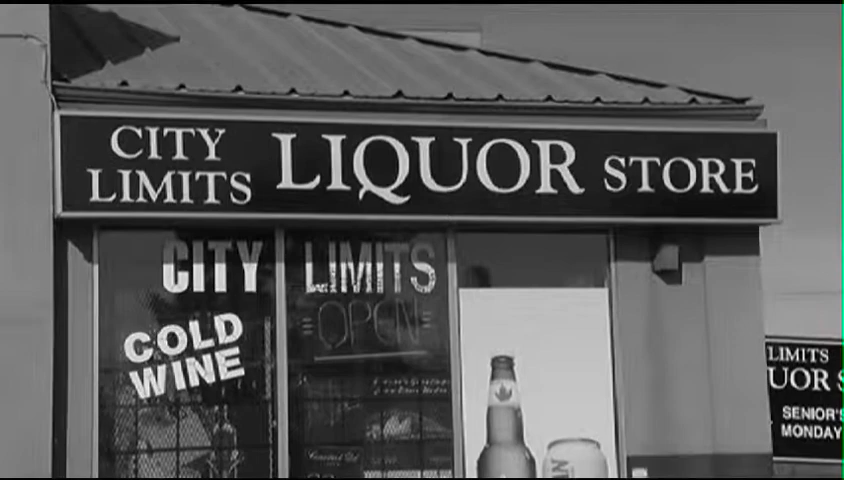 CITY LIMITS LIQUOR STORE
CITY LIMITS
OPEN
COLD
WINE
LIMITS
UOR S
SENIOR'S
MONDAY